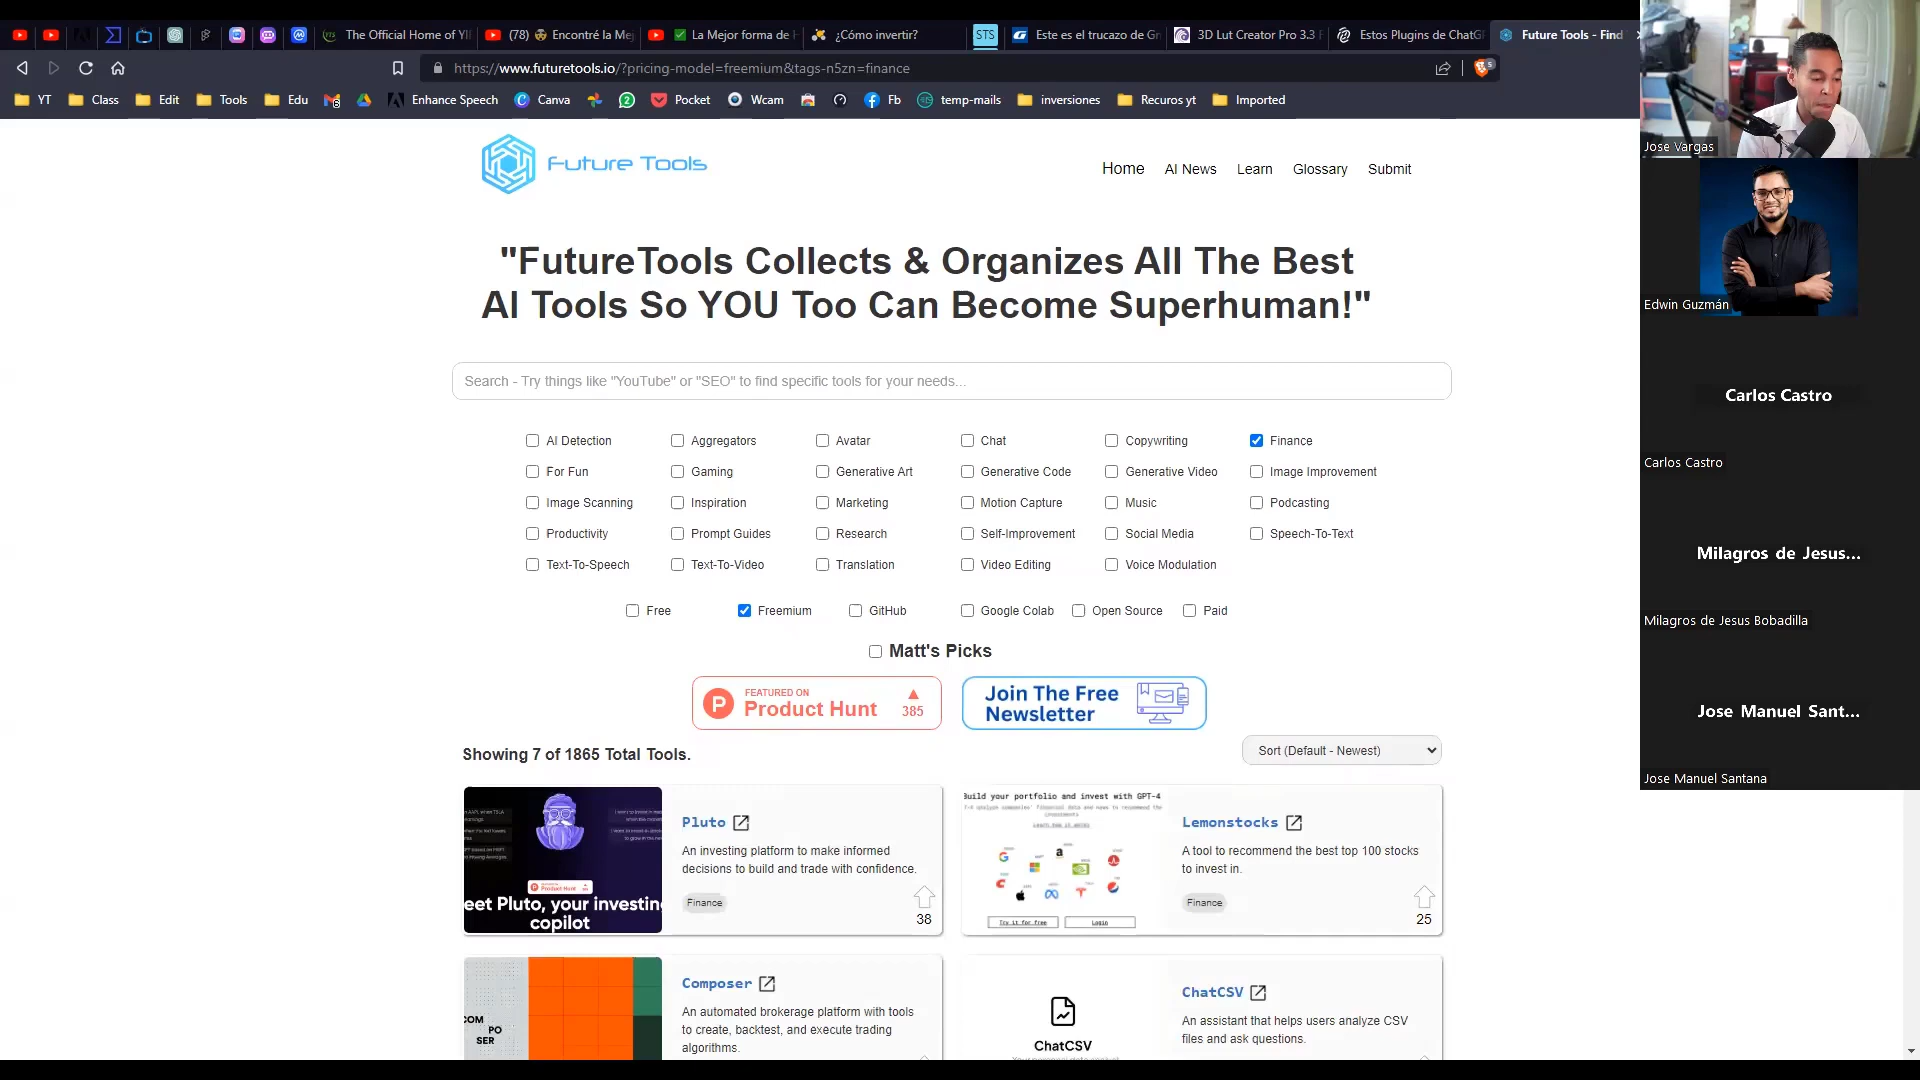 The Official Home of YIF
(78) 🤯 Encontré la Mej
✅ La Mejor forma de H
¿Cómo invertir?
STS
Este es el trucazo de Gr
3D Lut Creator Pro 3.3 F
Estos Plugins de ChatGP
Future Tools - Find
https://www.futuretools.io/?pricing-model=freemium&tags-n5zn=finance
YT
Class
Edit
Tools
Edu
Enhance Speech
Canva
Pocket
Wcam
Fb
temp-mails
inversiones
Recuros yt
Imported
Future Tools
Home
AI News
Learn
Glossary
Submit
"FutureTools Collects & Organizes All The Best
AI Tools So YOU Too Can Become Superhuman!"
Search - Try things like "YouTube" or "SEO" to find specific tools for your needs...
AI Detection
Aggregators
Avatar
Chat
Copywriting
Finance
For Fun
Gaming
Generative Art
Generative Code
Generative Video
Image Improvement
Image Scanning
Inspiration
Marketing
Motion Capture
Music
Podcasting
Productivity
Prompt Guides
Research
Self-Improvement
Social Media
Speech-To-Text
Text-To-Speech
Text-To-Video
Translation
Video Editing
Voice Modulation
Free
Freemium
GitHub
Google Colab
Open Source
Paid
Matt's Picks
P
FEATURED ON
Product Hunt
385
Join The Free
Newsletter
Showing 7 of 1865 Total Tools.
Sort (Default - Newest)
eet Pluto, your investin
copilot
Pluto
An investing platform to make informed
decisions to build and trade with confidence.
Finance
38
Build your portfolio and invest with GPT-4
Try it for free
Login
Lemonstocks
A tool to recommend the best top 100 stocks
to invest in.
Finance
25
COM
PO
SER
Composer
An automated brokerage platform with tools
to create, backtest, and execute trading
algorithms.
ChatCSV
ChatCSV
An assistant that helps users analyze CSV
files and ask questions.
Jose Vargas
Edwin Guzmán
Carlos Castro
Carlos Castro
Milagros de Jesus...
Milagros de Jesus Bobadilla
Jose Manuel Sant...
Jose Manuel Santana